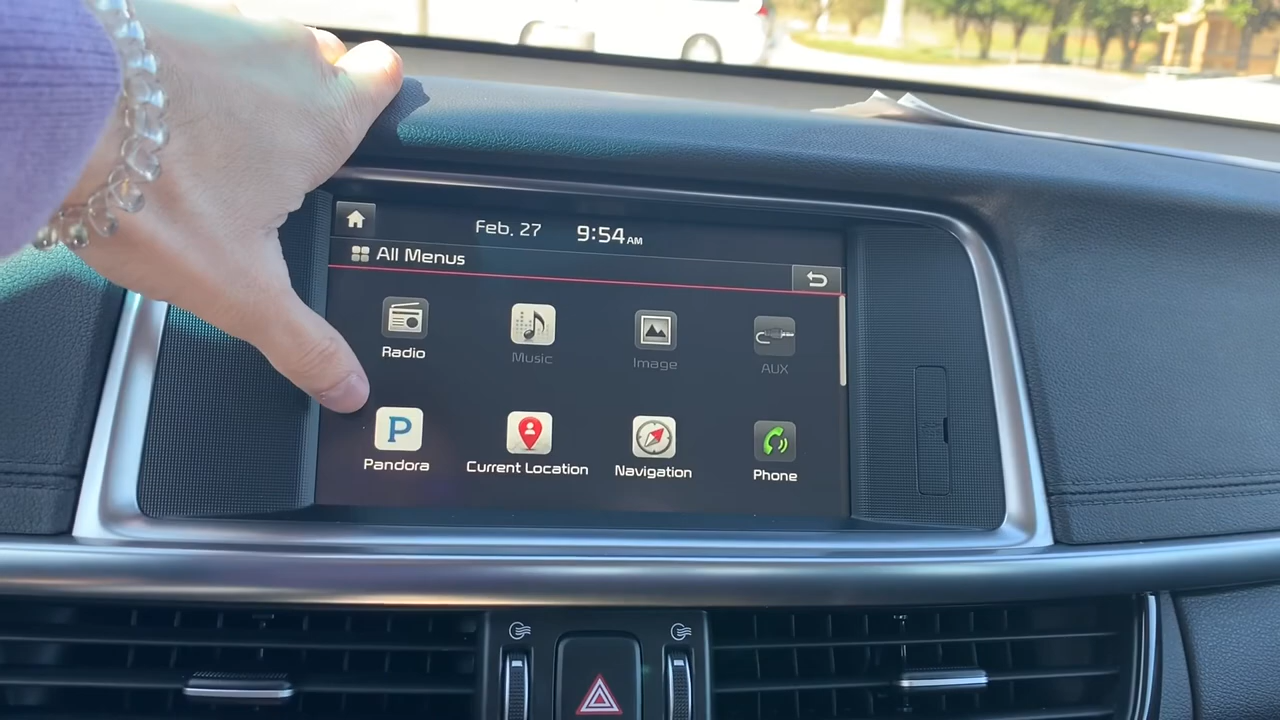 Feb. 27 9:54 AM
All Menus
Radio Music Image AUX
P
Pandora Current Location Navigation Phone